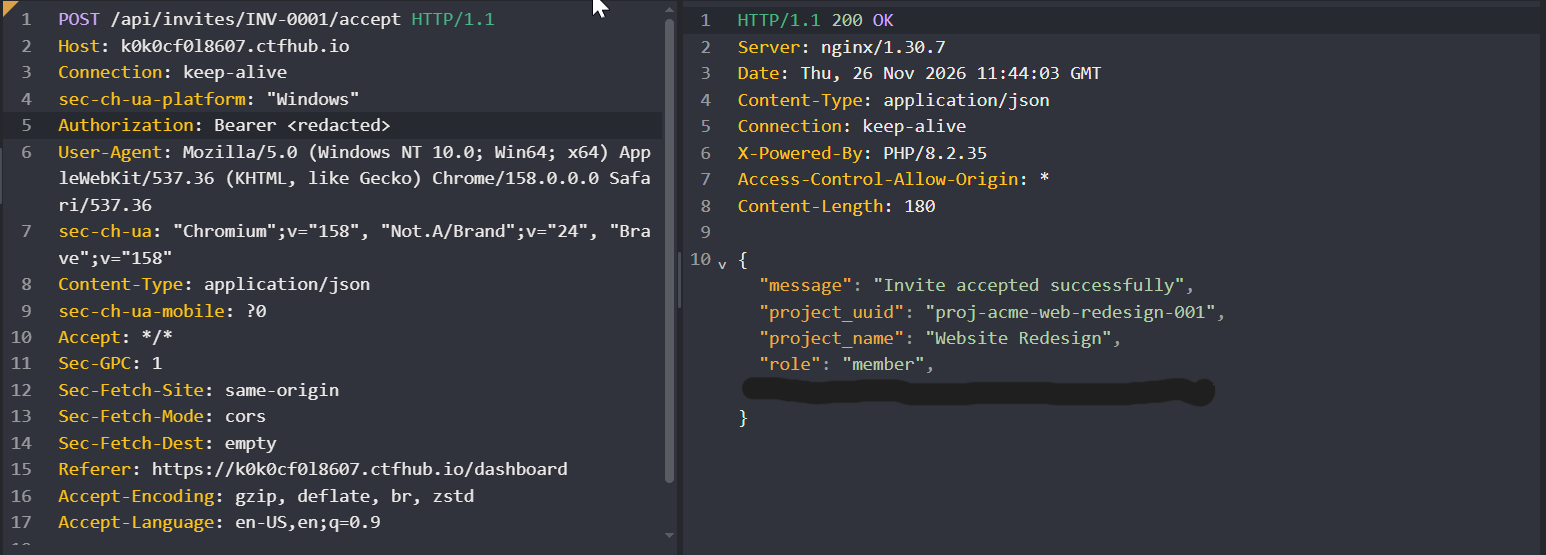 1 POST /api/invites/INV-0001/accept HTTP/1.1
2 Host: k0k0cf0l8607.ctfhub.io
3 Connection: keep-alive
4 sec-ch-ua-platform: "Windows"
5 Authorization: Bearer <redacted>
6 User-Agent: Mozilla/5.0 (Windows NT 10.0; Win64; x64) App
leWebKit/537.36 (KHTML, like Gecko) Chrome/158.0.0.0 Safa
ri/537.36
7 sec-ch-ua: "Chromium";v="158", "Not.A/Brand";v="24", "Bra
ve";v="158"
8 Content-Type: application/json
9 sec-ch-ua-mobile: ?0
10 Accept: */*
11 Sec-GPC: 1
12 Sec-Fetch-Site: same-origin
13 Sec-Fetch-Mode: cors
14 Sec-Fetch-Dest: empty
15 Referer: https://k0k0cf0l8607.ctfhub.io/dashboard
16 Accept-Encoding: gzip, deflate, br, zstd
17 Accept-Language: en-US,en;q=0.9
1 HTTP/1.1 200 OK
2 Server: nginx/1.30.7
3 Date: Thu, 26 Nov 2026 11:44:03 GMT
4 Content-Type: application/json
5 Connection: keep-alive
6 X-Powered-By: PHP/8.2.35
7 Access-Control-Allow-Origin: *
8 Content-Length: 180
9
10 {
"message": "Invite accepted successfully",
"project_uuid": "proj-acme-web-redesign-001",
"project_name": "Website Redesign",
"role": "member",
}